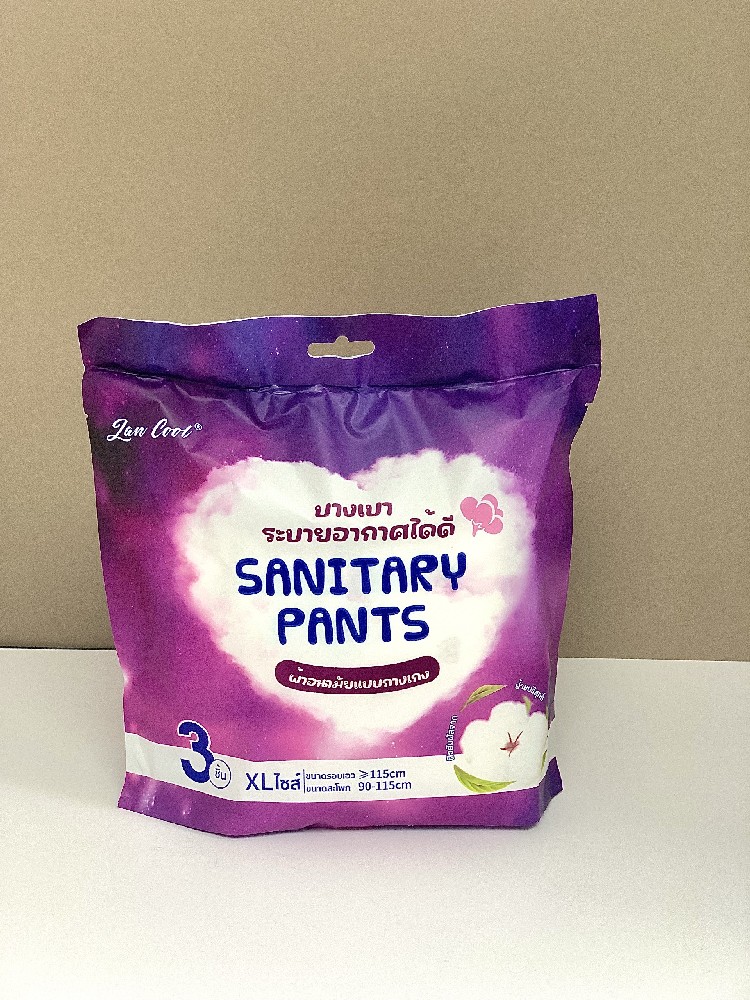 Lan Cool®
บางเบา
ระบายอากาศได้ดี
SANITARY
PANTS
ผ้าอนามัยแบบกางเกง
3 ชิ้น
XL ไซส์
ขนาดรอบเอว ≥115cm
ขนาดสะโพก 90-115cm